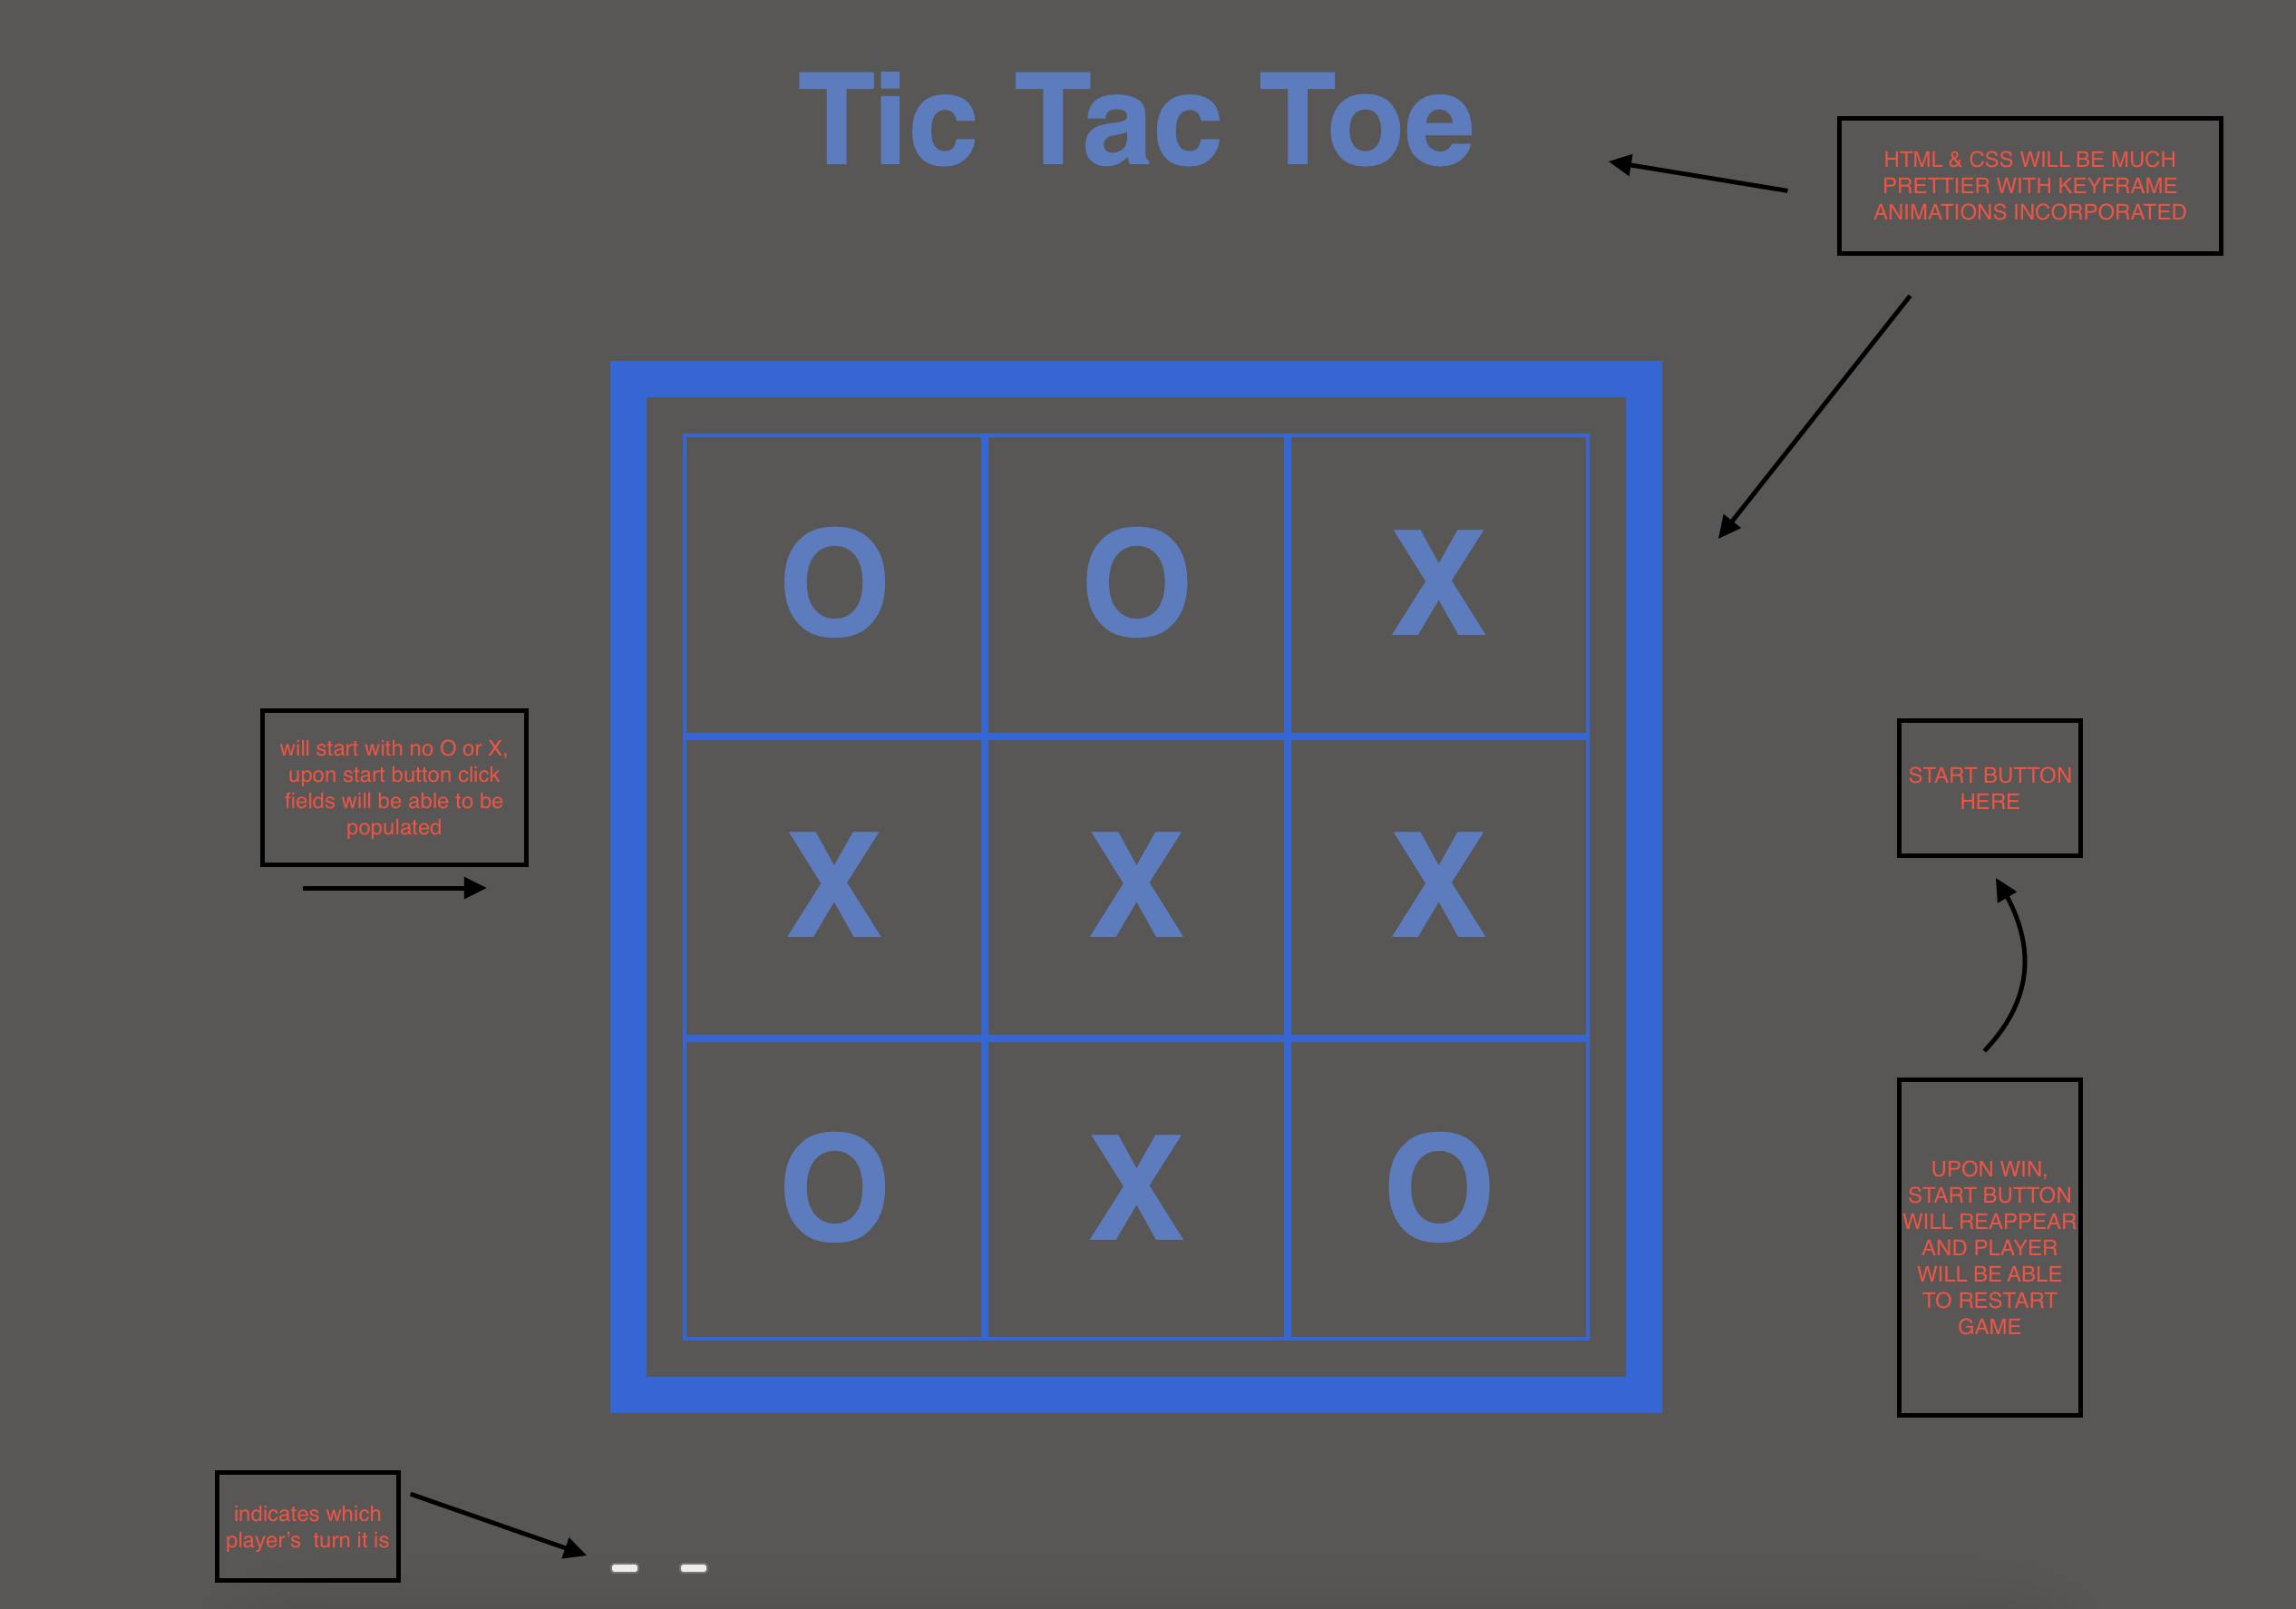 Tic Tac Toe
HTML & CSS WILL BE MUCH
PRETTIER WITH KEYFRAME
ANIMATIONS INCORPORATED
O O X
will start with no O or X,
upon start button click
fields will be able to be
populated
X X X
START BUTTON
HERE
O X O
UPON WIN,
START BUTTON
WILL REAPPEAR
AND PLAYER
WILL BE ABLE
TO RESTART
GAME
indicates which
player’s  turn it is